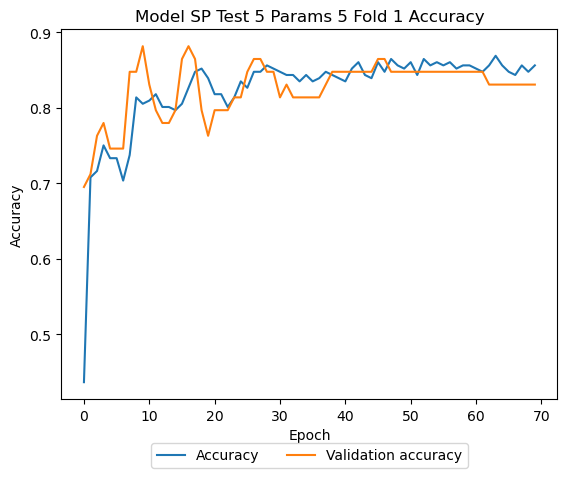 Model SP Test 5 Params 5 Fold 1 Accuracy
0.9
0.8
0.7
0.6
0.5
Accuracy
0 10 20 30 40 50 60 70
Epoch
Accuracy Validation accuracy